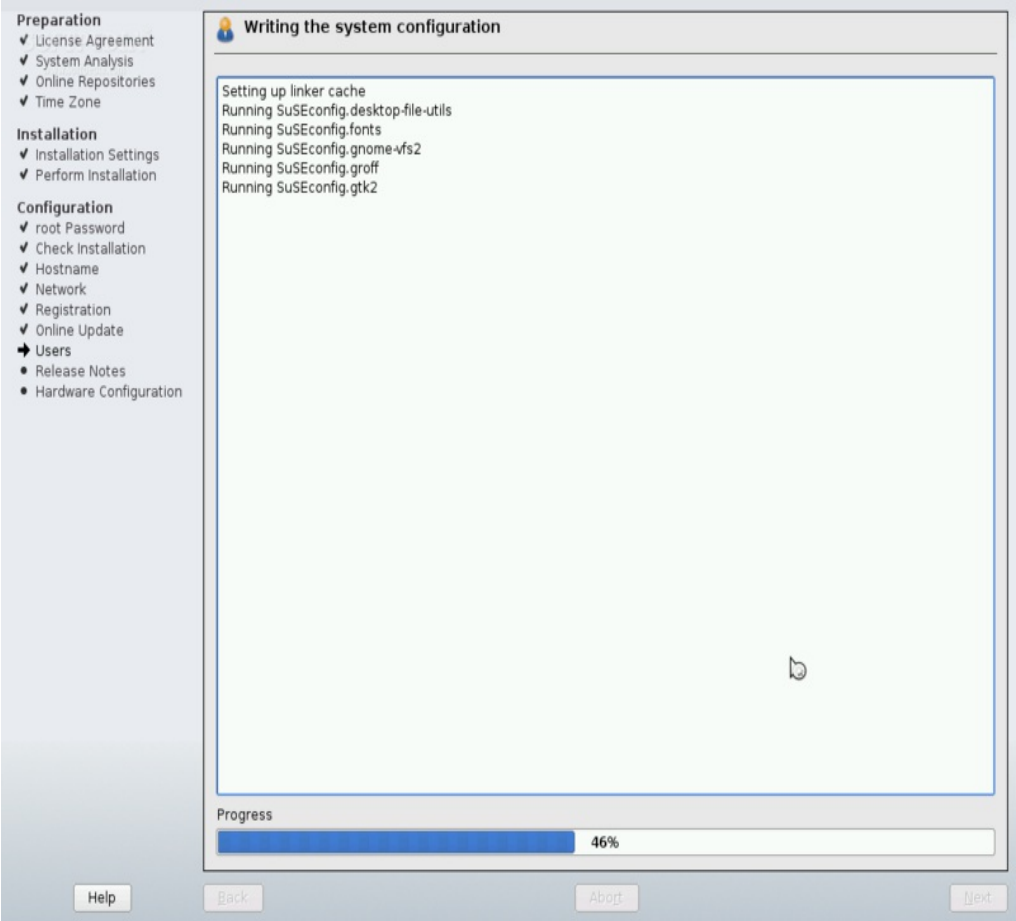 Preparation
License Agreement
System Analysis
Online Repositories
Time Zone
Installation
Installation Settings
Perform Installation
Configuration
root Password
Check Installation
Hostname
Network
Registration
Online Update
Users
Release Notes
Hardware Configuration
Writing the system configuration
Setting up linker cache
Running SuSEconfig.desktop-file-utils
Running SuSEconfig.fonts
Running SuSEconfig.gnome-vfs2
Running SuSEconfig.groff
Running SuSEconfig.gtk2
Progress
46%
Help
Back
Abort
Next